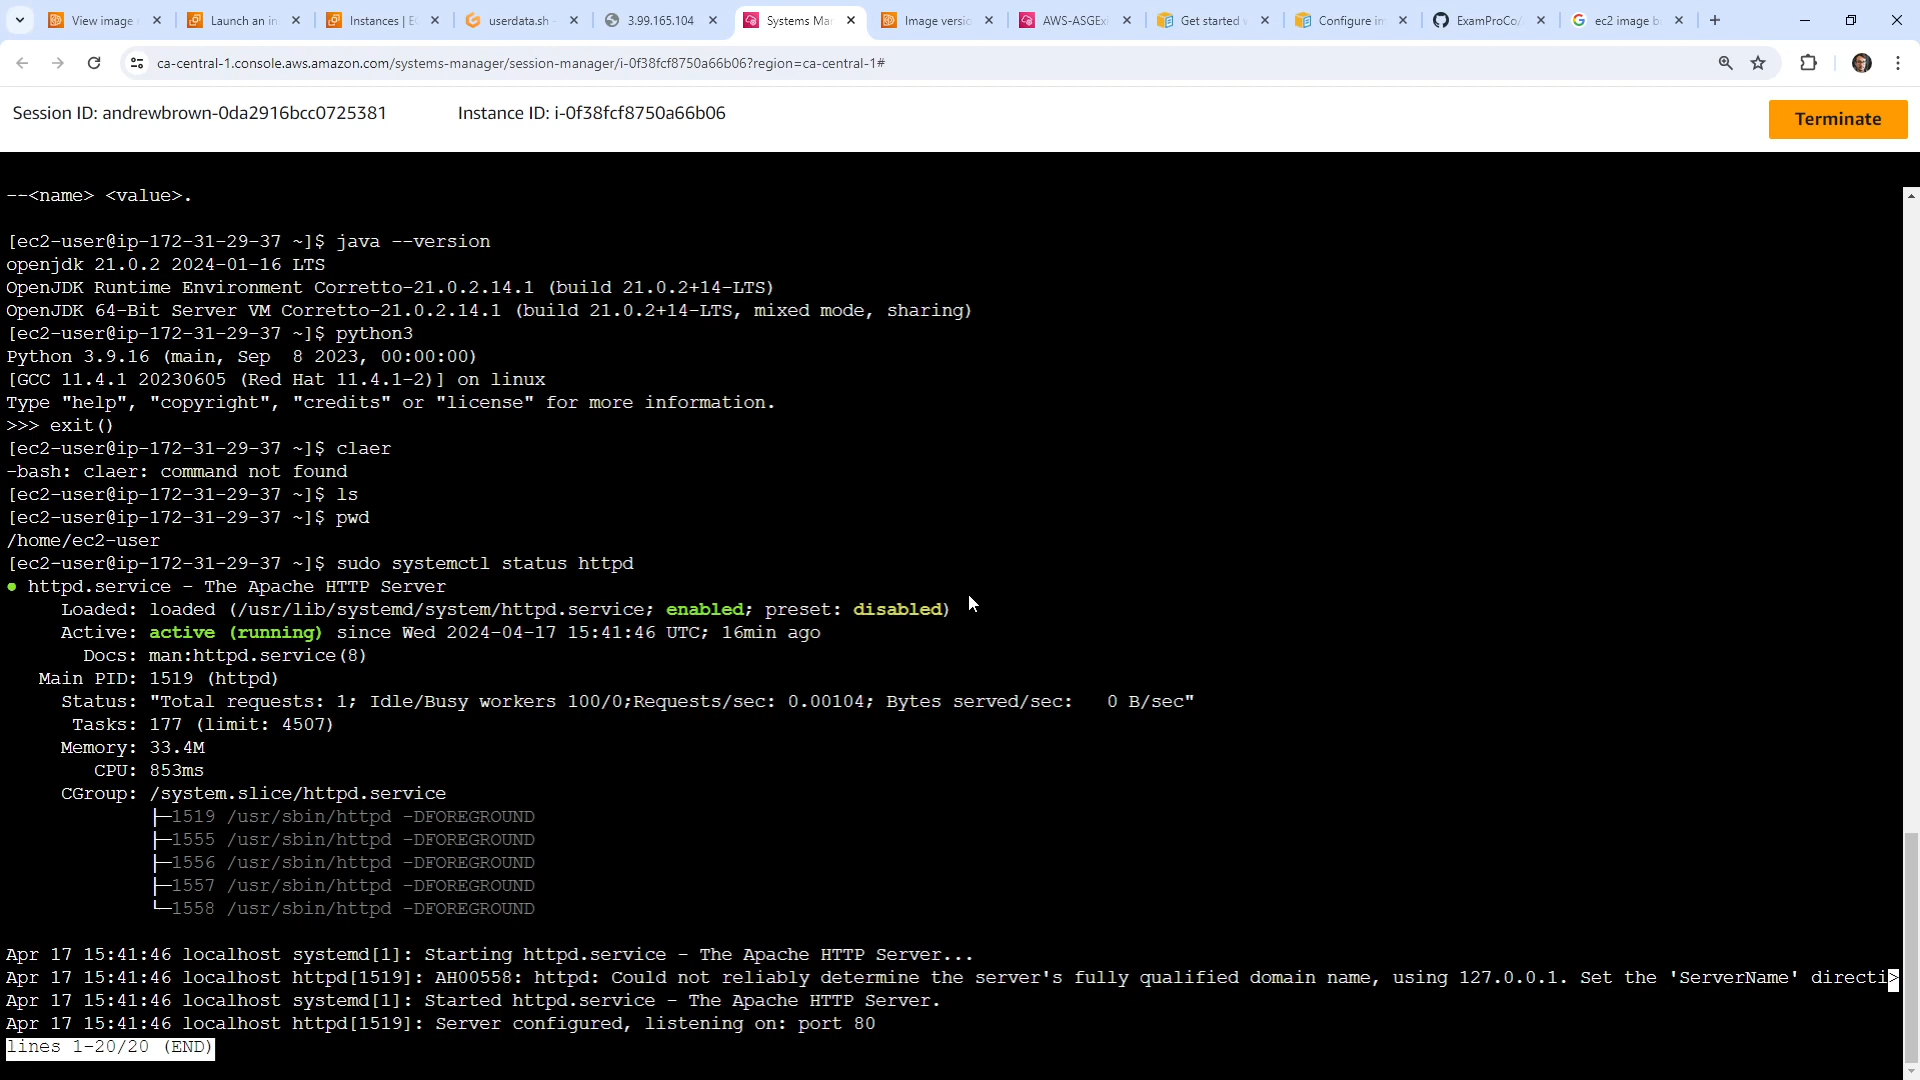 View image
Launch an in
Instances | E
userdata.sh
3.99.165.104
Systems Ma
Image versio
AWS-ASGEx
Get started
Configure im
ExamProCo/
ec2 image b
ca-central-1.console.aws.amazon.com/systems-manager/session-manager/i-0f38fcf8750a66b06?region=ca-central-1#
Session ID: andrewbrown-0da2916bcc0725381
Instance ID: i-0f38fcf8750a66b06
Terminate
--<name> <value>.
[ec2-user@ip-172-31-29-37 ~]$ java --version
openjdk 21.0.2 2024-01-16 LTS
OpenJDK Runtime Environment Corretto-21.0.2.14.1 (build 21.0.2+14-LTS)
OpenJDK 64-Bit Server VM Corretto-21.0.2.14.1 (build 21.0.2+14-LTS, mixed mode, sharing)
[ec2-user@ip-172-31-29-37 ~]$ python3
Python 3.9.16 (main, Sep  8 2023, 00:00:00)
[GCC 11.4.1 20230605 (Red Hat 11.4.1-2)] on linux
Type "help", "copyright", "credits" or "license" for more information.
>>> exit()
[ec2-user@ip-172-31-29-37 ~]$ claer
-bash: claer: command not found
[ec2-user@ip-172-31-29-37 ~]$ ls
[ec2-user@ip-172-31-29-37 ~]$ pwd
/home/ec2-user
[ec2-user@ip-172-31-29-37 ~]$ sudo systemctl status httpd
● httpd.service - The Apache HTTP Server
Loaded: loaded (/usr/lib/systemd/system/httpd.service; enabled; preset: disabled)
Active: active (running) since Wed 2024-04-17 15:41:46 UTC; 16min ago
Docs: man:httpd.service(8)
Main PID: 1519 (httpd)
Status: "Total requests: 1; Idle/Busy workers 100/0;Requests/sec: 0.00104; Bytes served/sec:   0 B/sec"
Tasks: 177 (limit: 4507)
Memory: 33.4M
CPU: 853ms
CGroup: /system.slice/httpd.service
├─1519 /usr/sbin/httpd -DFOREGROUND
├─1555 /usr/sbin/httpd -DFOREGROUND
├─1556 /usr/sbin/httpd -DFOREGROUND
├─1557 /usr/sbin/httpd -DFOREGROUND
└─1558 /usr/sbin/httpd -DFOREGROUND
Apr 17 15:41:46 localhost systemd[1]: Starting httpd.service - The Apache HTTP Server...
Apr 17 15:41:46 localhost httpd[1519]: AH00558: httpd: Could not reliably determine the server's fully qualified domain name, using 127.0.0.1. Set the 'ServerName' directi>
Apr 17 15:41:46 localhost systemd[1]: Started httpd.service - The Apache HTTP Server.
Apr 17 15:41:46 localhost httpd[1519]: Server configured, listening on: port 80
lines 1-20/20 (END)